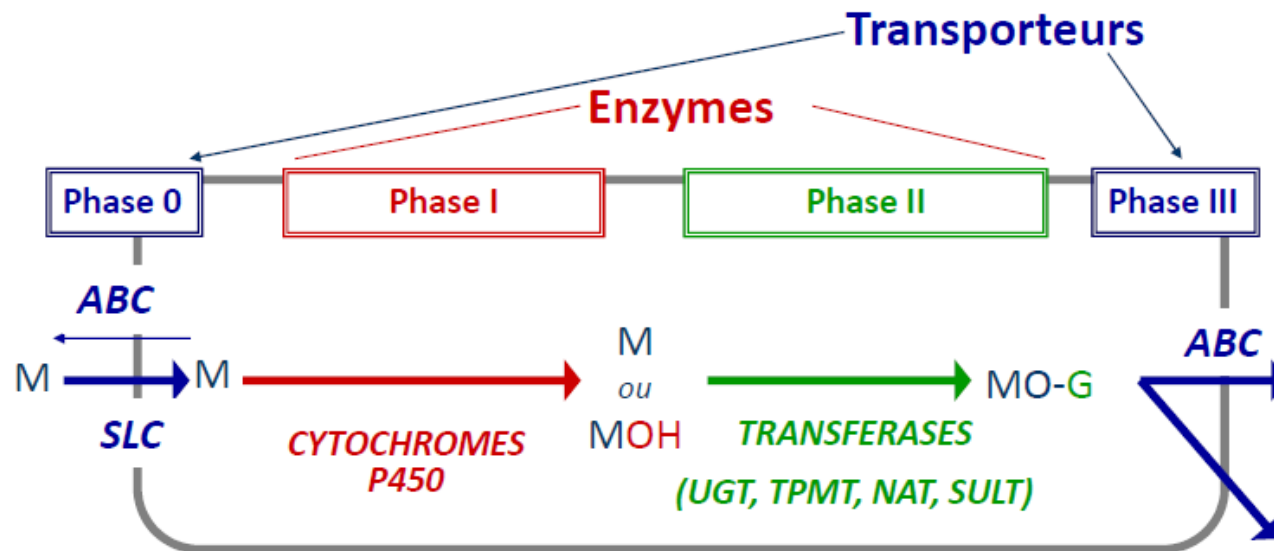 Transporteurs
Enzymes
Phase 0
Phase I
Phase II
Phase III
ABC
M
M
SLC
CYTOCHROMES
P450
M
ou
MOH
TRANSFERASES
(UGT, TPMT, NAT, SULT)
MO-G
ABC